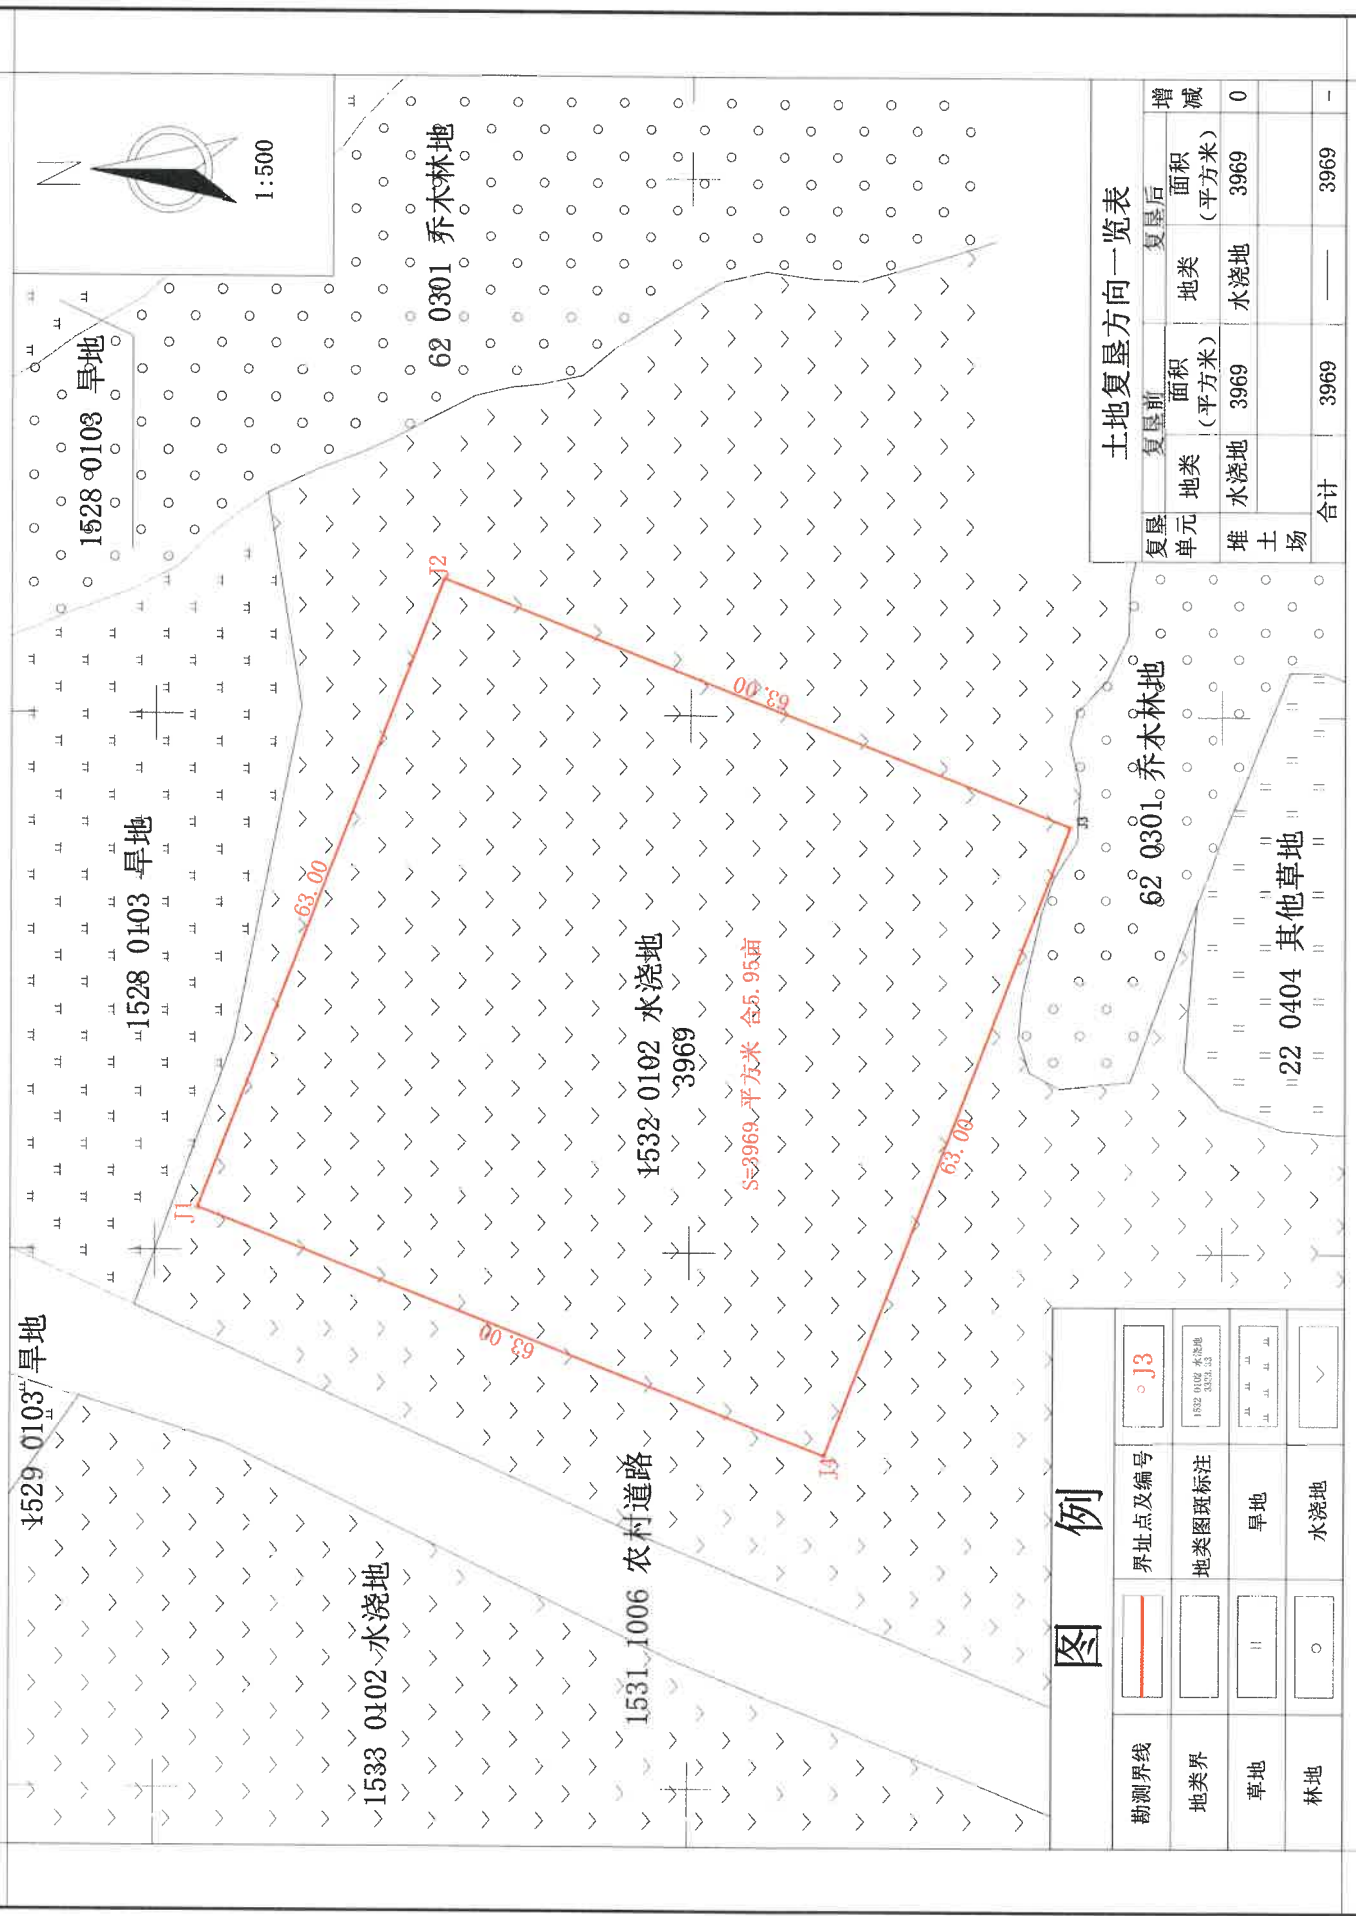 N
1:500
1528 0103 旱地
62 0301 乔木林地
1528 0103 旱地
1529 0103 旱地
J1
J2
J3
J4
63.00
63.00
63.00
63.00
1532 0102 水浇地
3969
S=3969 平方米 合5.95亩
1533 0102 水浇地
1531 1006 农村道路
62 0301 乔木林地
22 0404 其他草地
土地复垦方向一览表
复垦单元 复垦前 复垦后 增减
地类 面积(平方米) 地类 面积(平方米)
堆土场 水浇地 3969 水浇地 3969 0
合计 3969 —— 3969 -
图 例
勘测界线 界址点及编号 J3
地类界 地类图斑标注 1532 0102 水浇地
3323.33
草地 旱地
林地 水浇地